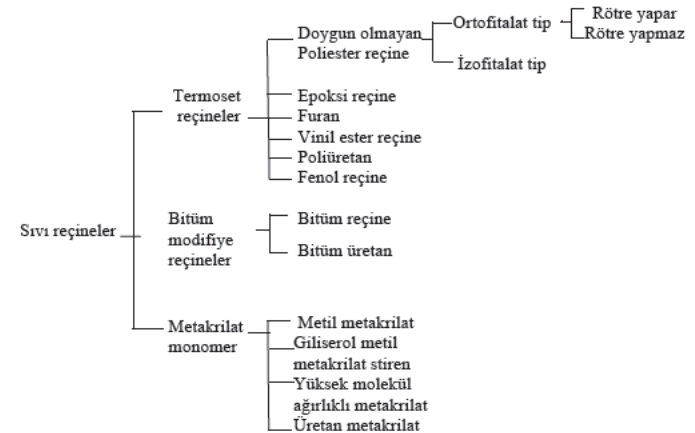 Sıvı reçineler
Termoset
reçineler
Doygun olmayan
Poliester reçine
Ortofitalat tip
Rötre yapar
Rötre yapmaz
İzofitalat tip
Epoksi reçine
Furan
Vinil ester reçine
Poliüretan
Fenol reçine
Bitüm
modifiye
reçineler
Bitüm reçine
Bitüm üretan
Metakrilat
monomer
Metil metakrilat
Giliserol metil
metakrilat stiren
Yüksek molekül
ağırlıklı metakrilat
Üretan metakrilat